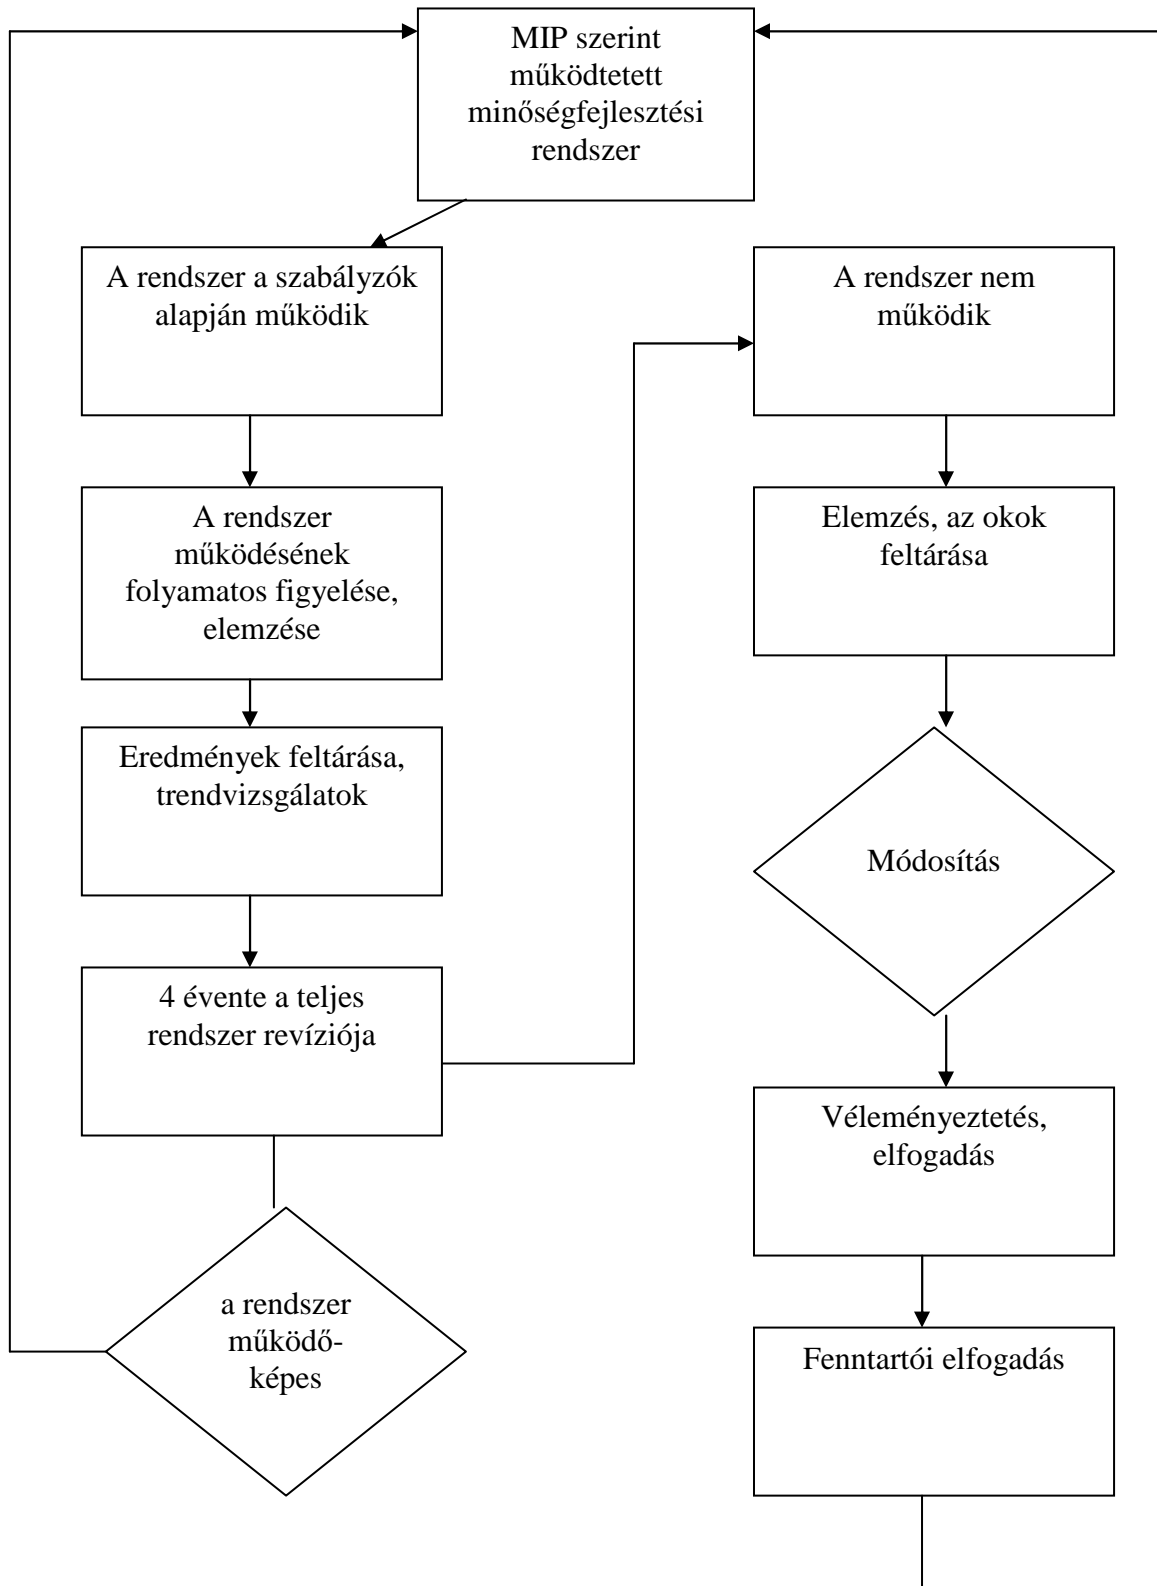 MIP szerint
működtetett
minőségfejlesztési
rendszer
A rendszer a szabályzók
alapján működik
A rendszer nem
működik
A rendszer
működésének
folyamatos figyelése,
elemzése
Elemzés, az okok
feltárása
Eredmények feltárása,
trendvizsgálatok
Módosítás
4 évente a teljes
rendszer revíziója
Véleményeztetés,
elfogadás
a rendszer
működő-
képes
Fenntartói elfogadás